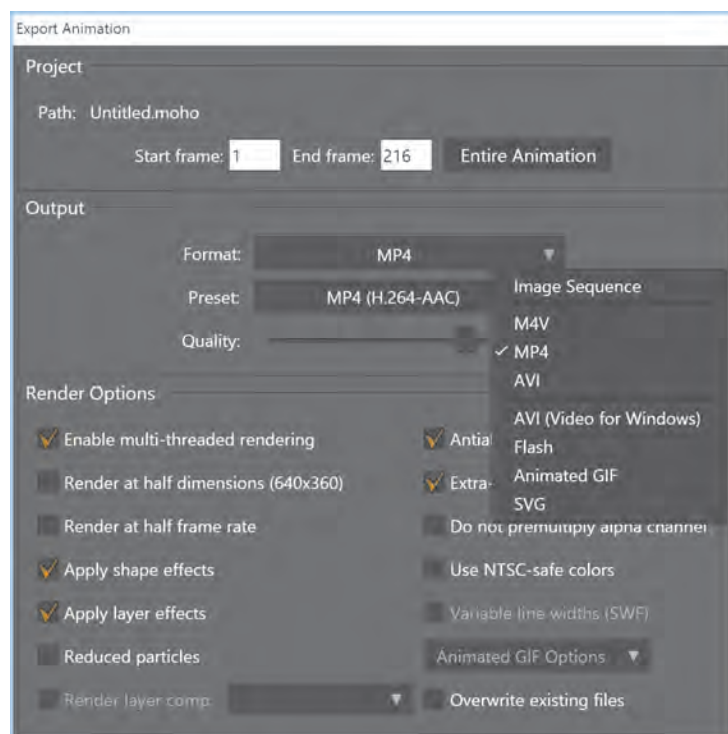 Export Animation
Project
Path: Untitled.moho
Start frame: 1 End frame: 216 Entire Animation
Output
Format: MP4
Preset: MP4 (H.264-AAC)
Quality:
Image Sequence
M4V
MP4
AVI
AVI (Video for Windows)
Flash
Animated GIF
SVG
Render Options
Enable multi-threaded rendering
Render at half dimensions (640x360)
Extra-
Render at half frame rate
Do not premultiply alpha channel
Apply shape effects
Use NTSC-safe colors
Apply layer effects
Variable line widths (SWF)
Reduced particles
Animated GIF Options
Render layer comp:
Overwrite existing files